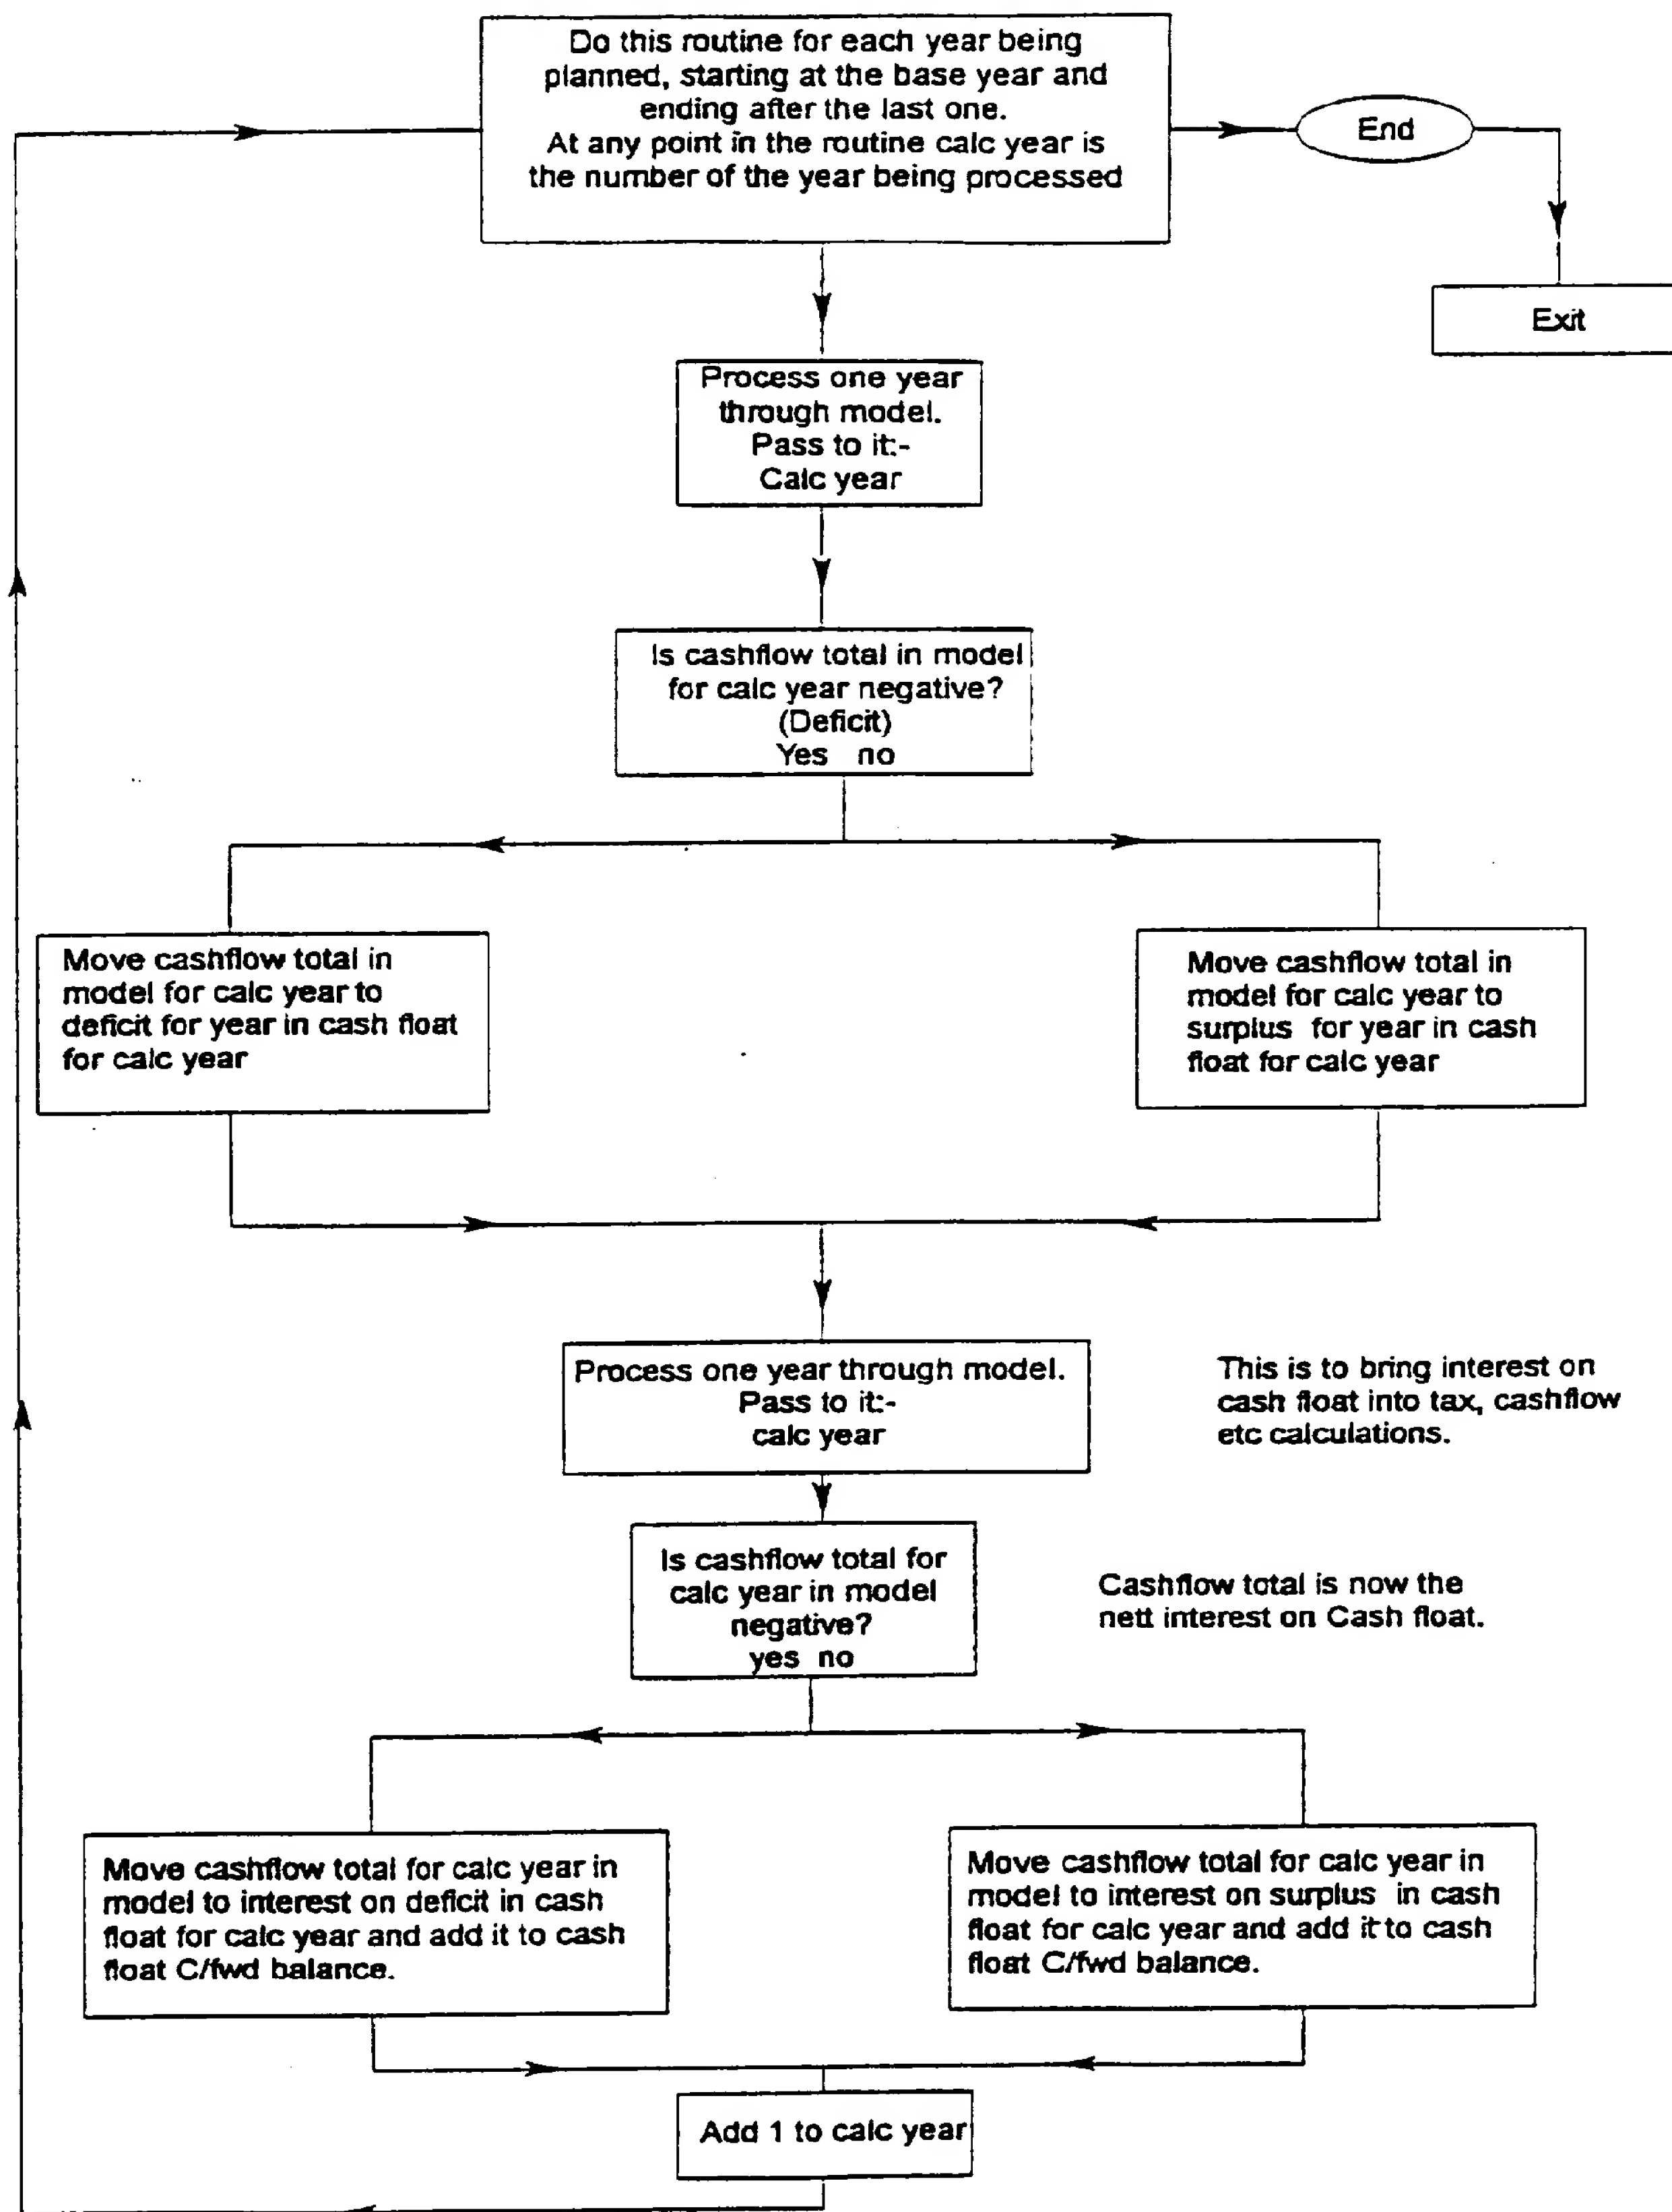 Do this routine for each year being
planned, starting at the base year and
ending after the last one.
At any point in the routine calc year is
the number of the year being processed
End
Exit
Process one year
through model.
Pass to it:-
Calc year
Is cashflow total in model
for calc year negative?
(Deficit)
Yes no
Move cashflow total in
model for calc year to
deficit for year in cash float
for calc year
Move cashflow total in
model for calc year to
surplus for year in cash
float for calc year
Process one year through model.
Pass to it:-
calc year
This is to bring interest on
cash float into tax, cashflow
etc calculations.
Is cashflow total for
calc year in model
negative?
yes no
Cashflow total is now the
nett interest on Cash float.
Move cashflow total for calc year in
model to interest on deficit in cash
float for calc year and add it to cash
float C/fwd balance.
Move cashflow total for calc year in
model to interest on surplus in cash
float for calc year and add it to cash
float C/fwd balance.
Add 1 to calc year